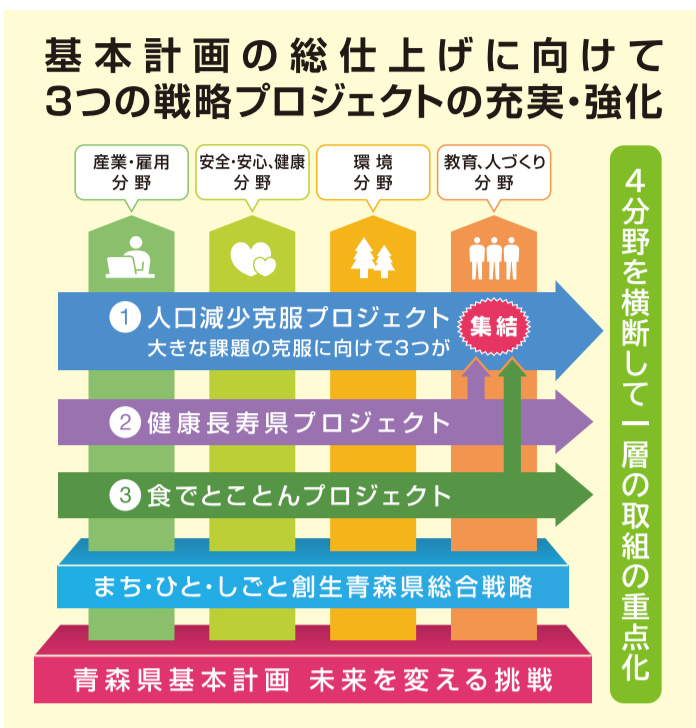 基本計画の総仕上げに向けて
3つの戦略プロジェクトの充実・強化
産業・雇用
分野
安全・安心、健康
分野
環境
分野
教育、人づくり
分野
① 人口減少克服プロジェクト
大きな課題の克服に向けて3つが
集結
② 健康長寿県プロジェクト
③ 食でとことんプロジェクト
まち・ひと・しごと創生青森県総合戦略
青森県基本計画 未来を変える挑戦
4分野を横断して一層の取組の重点化